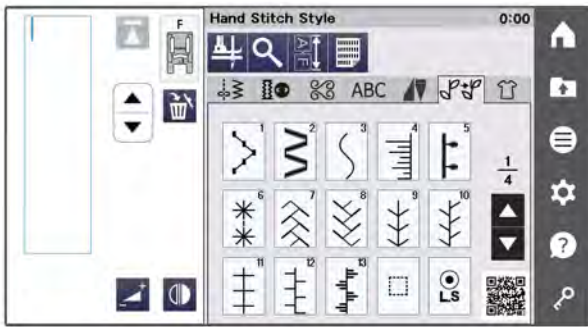 F
Hand Stitch Style 0:00
A F
ABC
1 2 3 4 5
1
4
6 7 8 9 10
?
11 12 13
L.S